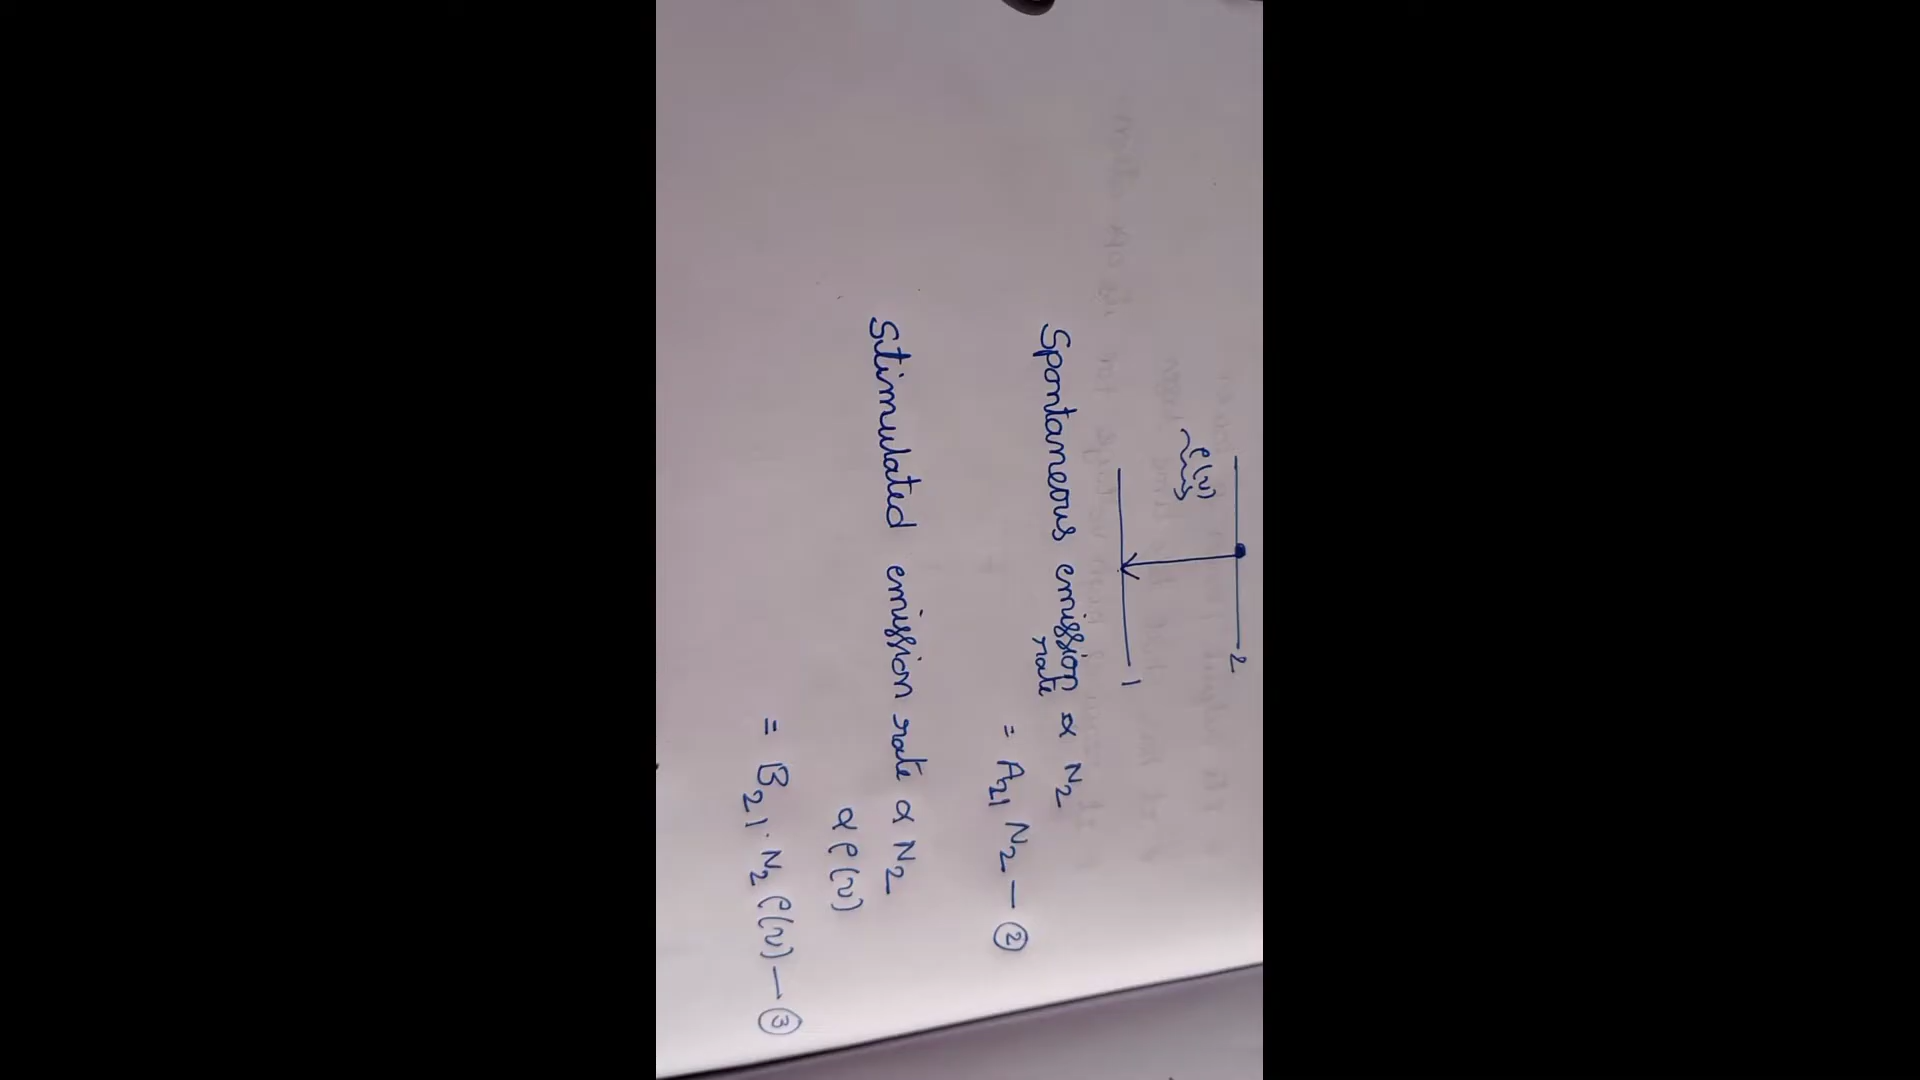 2
ρ(ν)
1
Spontaneous emission rate ∝ N₂
= A₂₁ N₂ — ②
Stimulated emission rate ∝ N₂
∝ ρ(ν)
= B₂₁ · N₂ ρ(ν) — ③